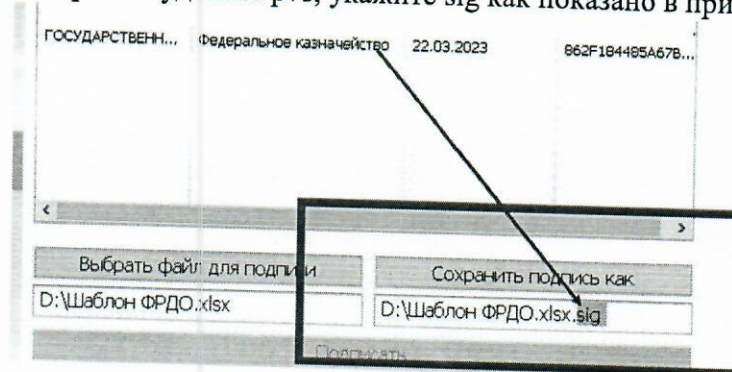 укажите sig как показано в при
ГОСУДАРСТВЕНН... Федеральное казначейство 22.03.2023 862F184485A67B...
Выбрать файл для подписи Сохранить подпись как
D:\Шаблон ФРДО.xlsx D:\Шаблон ФРДО.xlsx.sig
Подписать